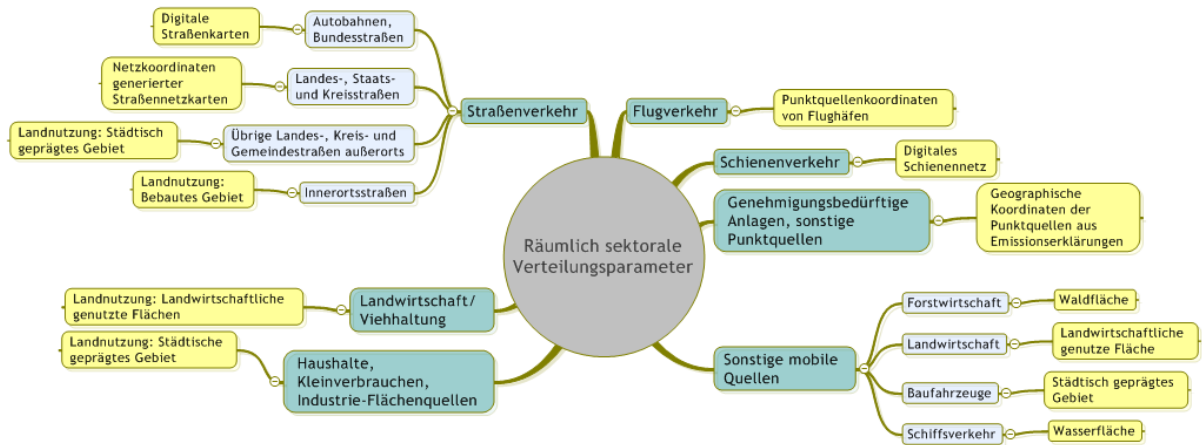 Digitale
Straßenkarten
Autobahnen,
Bundesstraßen
Netzkoordinaten
generierter
Straßennetzkarten
Landes-, Staats-
und Kreisstraßen
Landnutzung: Städtisch
geprägtes Gebiet
Übrige Landes-, Kreis- und
Gemeindestraßen außerorts
Landnutzung:
Bebautes Gebiet
Innerortsstraßen
Straßenverkehr
Flugverkehr
Punktquellenkoordinaten
von Flughäfen
Schienenverkehr
Digitales
Schienennetz
Genehmigungsbedürftige
Anlagen, sonstige
Punktquellen
Geographische
Koordinaten der
Punktquellen aus
Emissionserklärungen
Räumlich sektorale
Verteilungsparameter
Landnutzung: Landwirtschaftliche
genutzte Flächen
Landwirtschaft/
Viehhaltung
Landnutzung: Städtische
geprägtes Gebiet
Haushalte,
Kleinverbrauchen,
Industrie-Flächenquellen
Sonstige mobile
Quellen
Forstwirtschaft
Waldfläche
Landwirtschaft
Landwirtschaftliche
genutze Fläche
Baufahrzeuge
Städtisch geprägtes
Gebiet
Schiffsverkehr
Wasserfläche